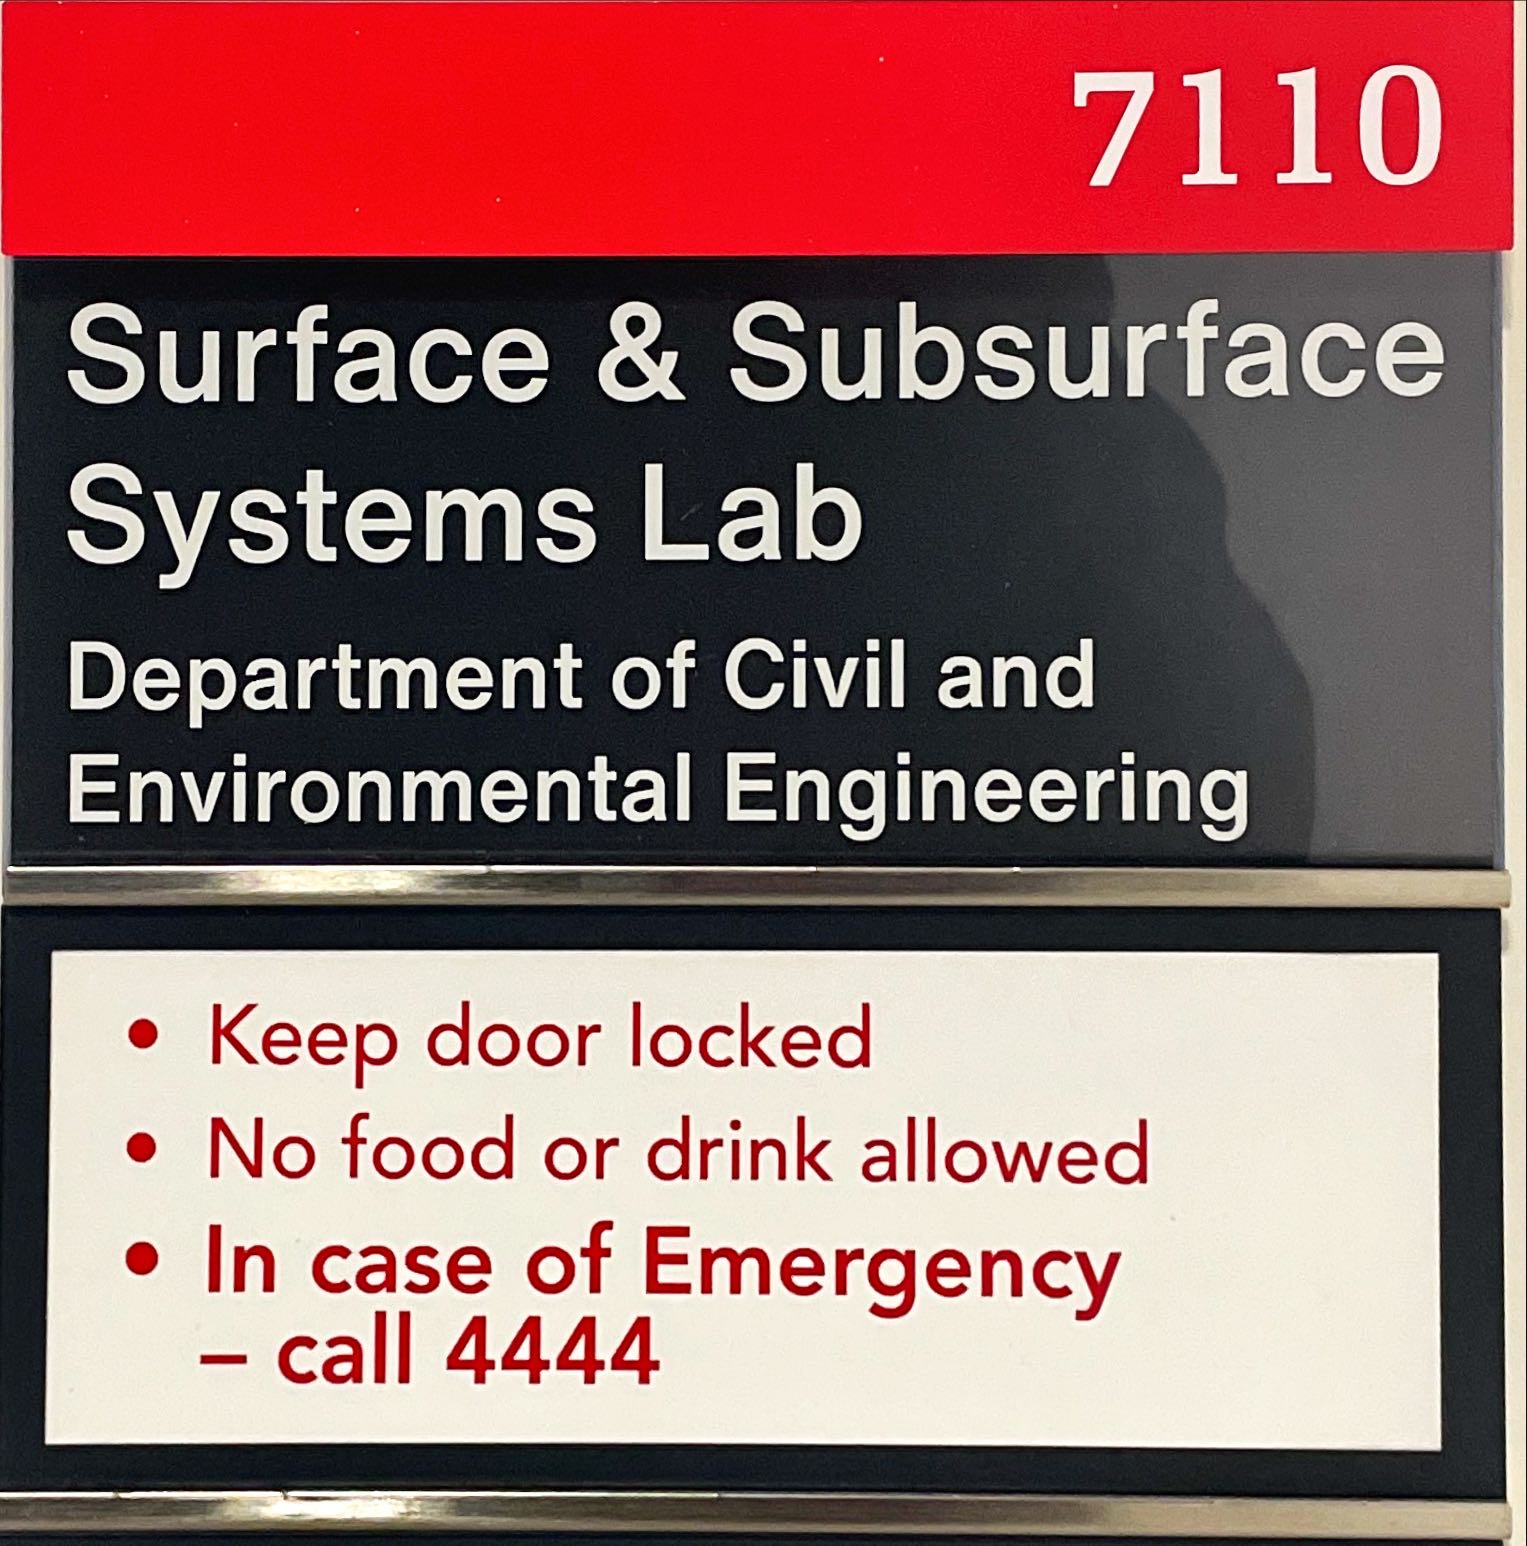 7110
Surface & Subsurface
Systems Lab
Department of Civil and
Environmental Engineering
• Keep door locked
• No food or drink allowed
• In case of Emergency
– call 4444